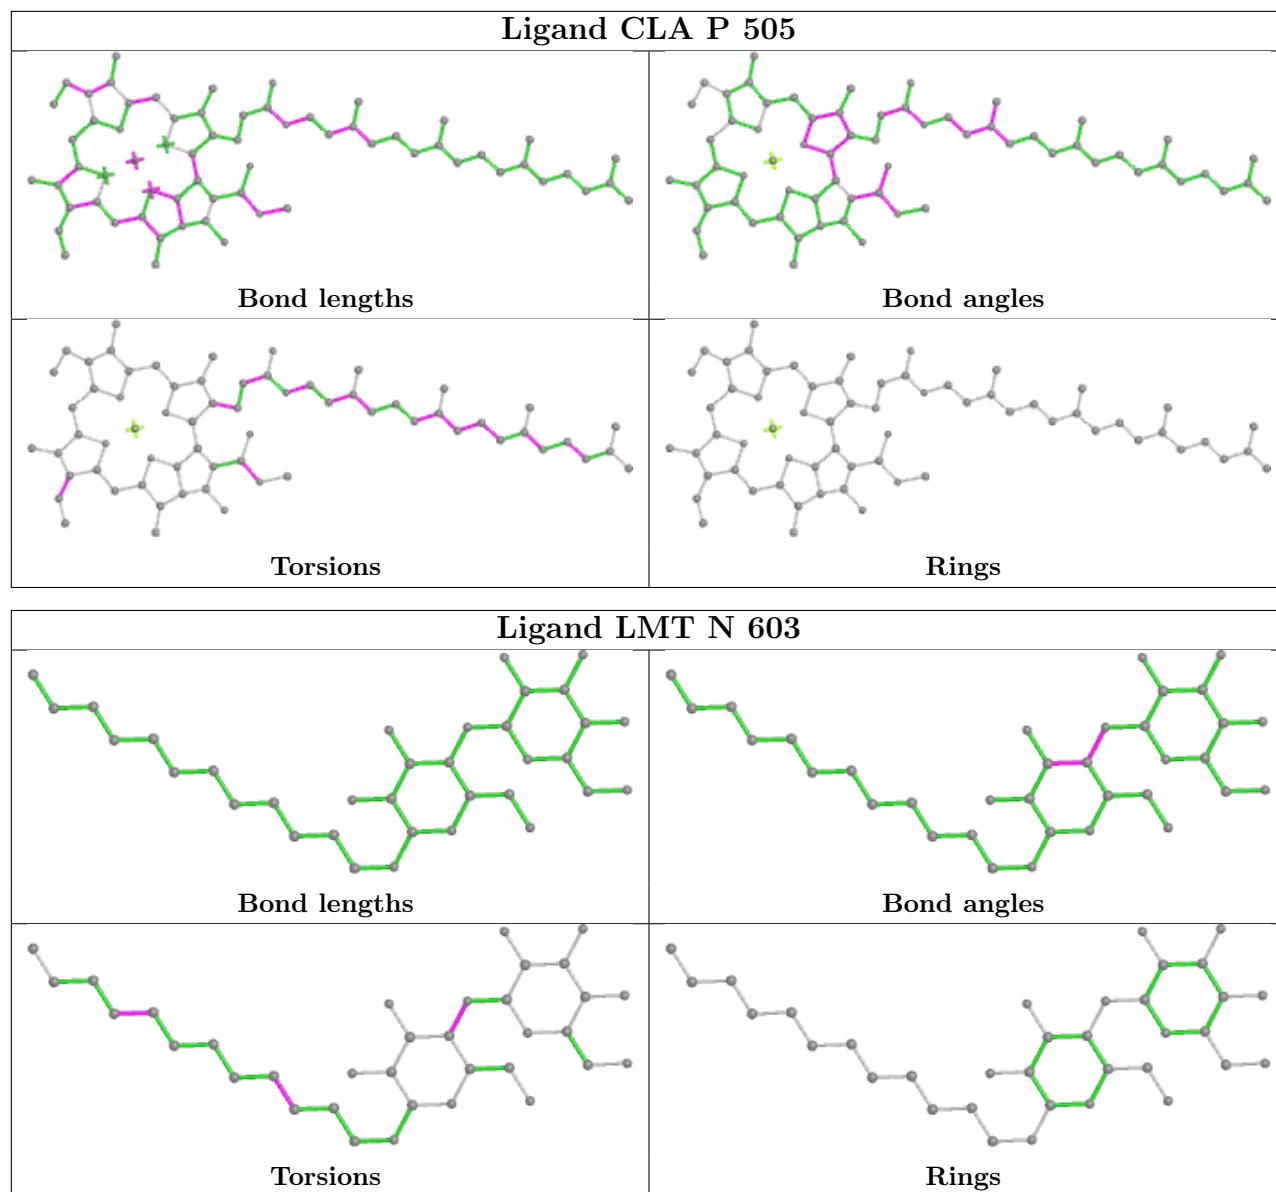 Ligand CLA P 505
Bond lengths
Bond angles
Torsions
Rings
Ligand LMT N 603
Bond lengths
Bond angles
Torsions
Rings